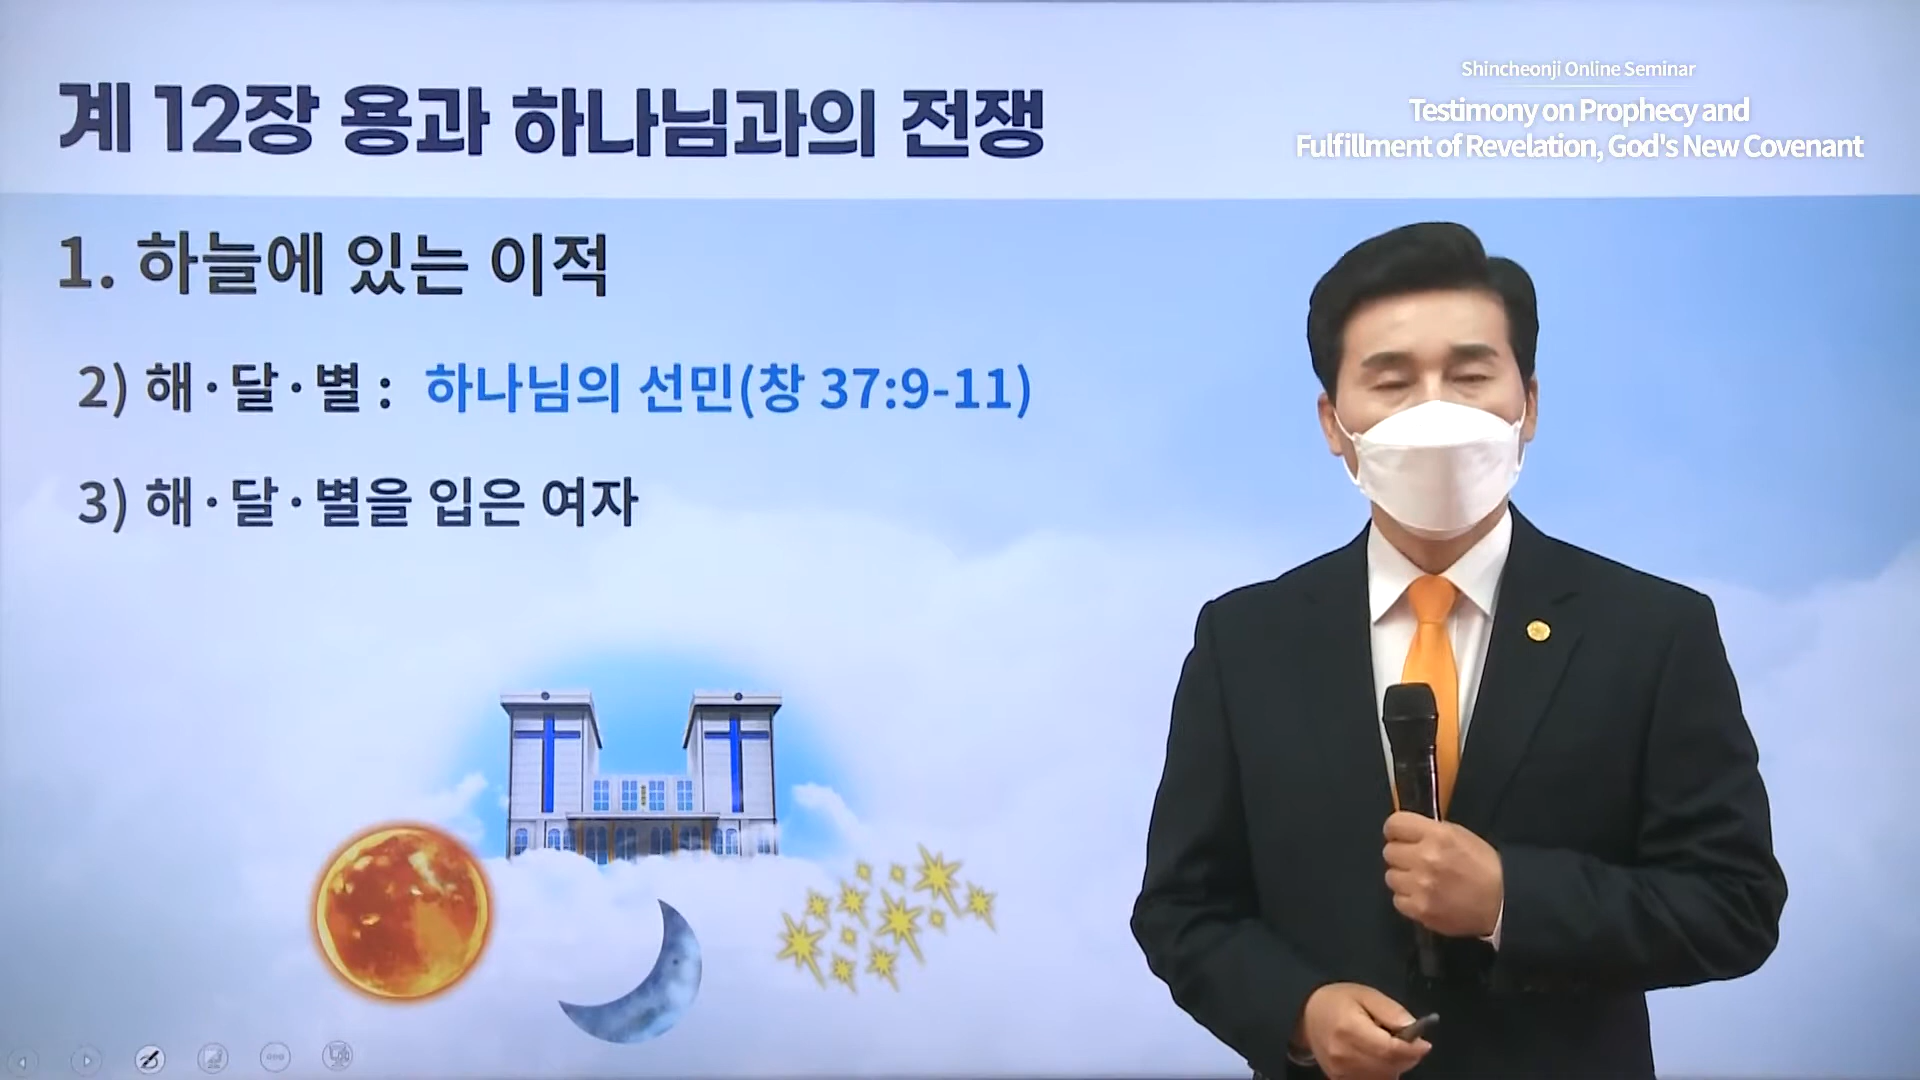 계 12장 용과 하나님과의 전쟁
Shincheonji Online Seminar
Testimony on Prophecy and
Fulfillment of Revelation, God's New Covenant
1. 하늘에 있는 이적
2) 해·달·별 : 하나님의 선민(창 37:9-11)
3) 해·달·별을 입은 여자